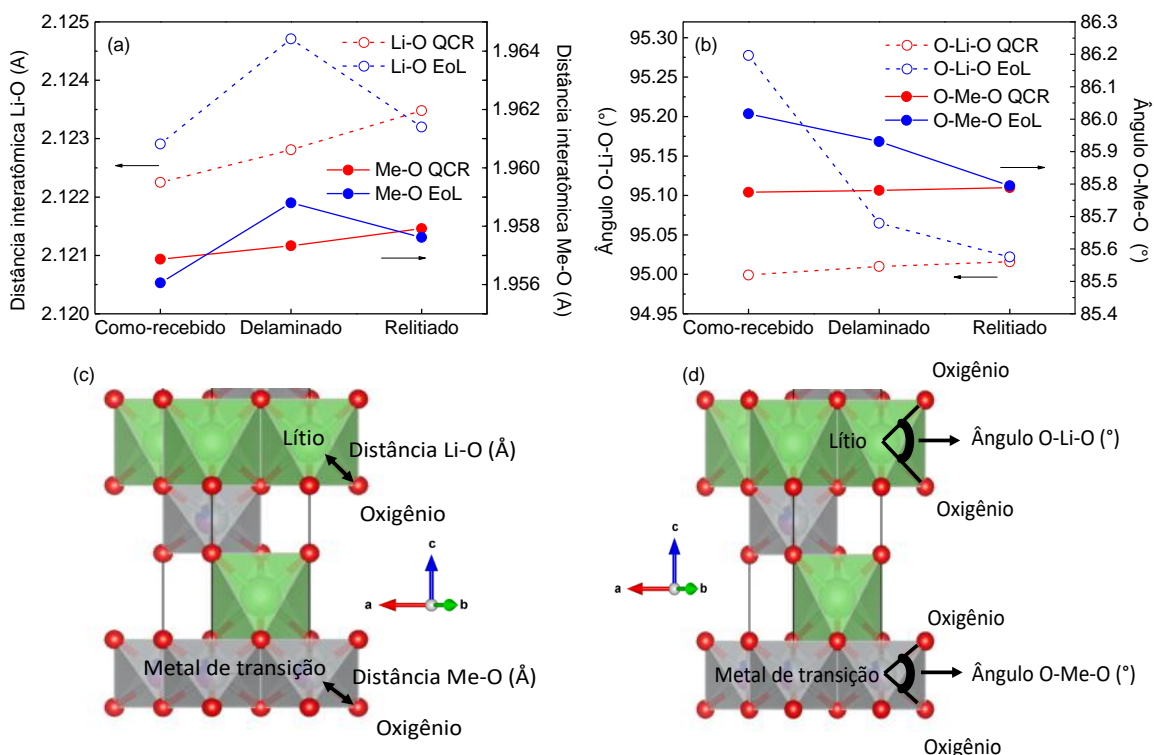 (a)
Li-O QCR
Li-O EoL
Me-O QCR
Me-O EoL
Distância interatômica Li-O (A)
2.125
2.124
2.123
2.122
2.121
2.120
Distância interatômica Me-O (A)
1.964
1.962
1.960
1.958
1.956
Como-recebido
Delaminado
Relitiado
(b)
O-Li-O QCR
O-Li-O EoL
O-Me-O QCR
O-Me-O EoL
Ângulo O-Li-O (°)
95.30
95.25
95.20
95.15
95.10
95.05
95.00
94.95
Ângulo O-Me-O (°)
86.3
86.2
86.1
86.0
85.9
85.8
85.7
85.6
85.5
85.4
Como-recebido
Delaminado
Relitiado
(c)
Lítio
Distância Li-O (Å)
Oxigênio
c
a
b
Metal de transição
Distância Me-O (Å)
Oxigênio
(d)
Oxigênio
Lítio
Ângulo O-Li-O (°)
Oxigênio
c
a
b
Oxigênio
Metal de transição
Ângulo O-Me-O (°)
Oxigênio